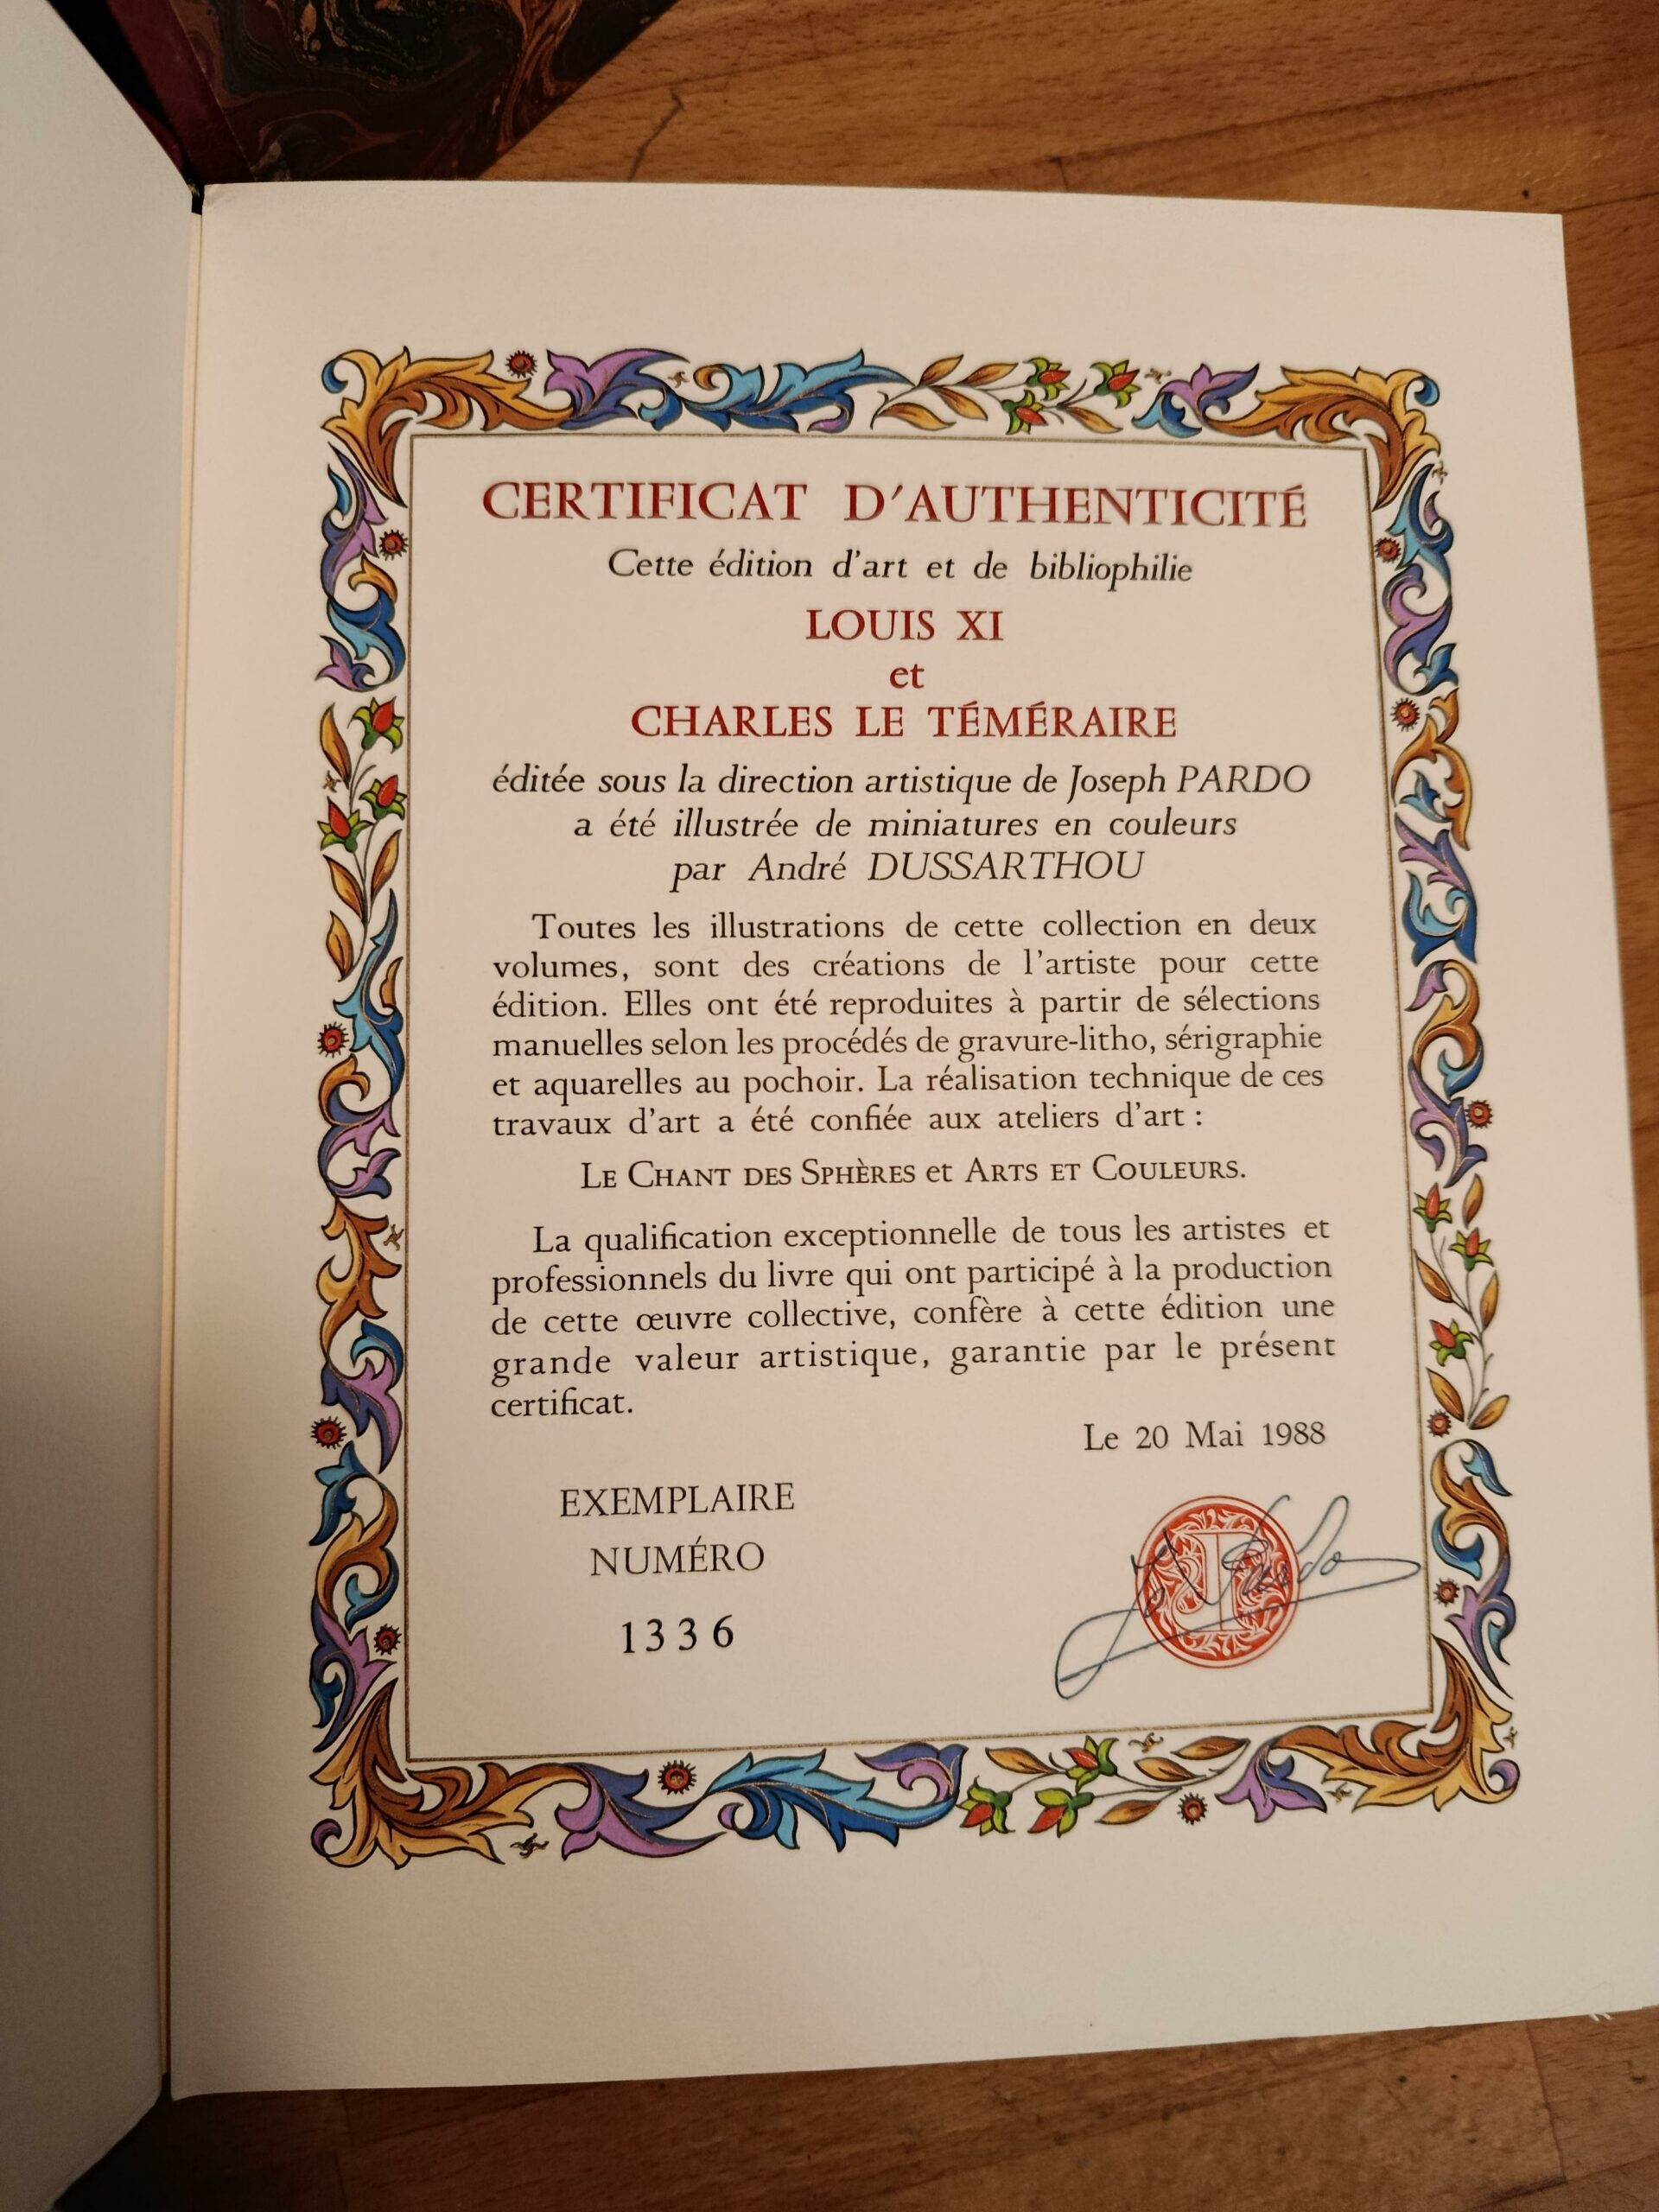 CERTIFICAT D'AUTHENTICITÉ
Cette édition d'art et de bibliophilie
LOUIS XI
et
CHARLES LE TÉMÉRAIRE
éditée sous la direction artistique de Joseph PARDO
a été illustrée de miniatures en couleurs
par André DUSSARTHOU
Toutes les illustrations de cette collection en deux
volumes, sont des créations de l'artiste pour cette
édition. Elles ont été reproduites à partir de sélections
manuelles selon les procédés de gravure-litho, sérigraphie
et aquarelles au pochoir. La réalisation technique de ces
travaux d'art a été confiée aux ateliers d'art :
LE CHANT DES SPHÈRES et ARTS ET COULEURS.
La qualification exceptionnelle de tous les artistes et
professionnels du livre qui ont participé à la production
de cette œuvre collective, confère à cette édition une
grande valeur artistique, garantie par le présent
certificat.
Le 20 Mai 1988
EXEMPLAIRE
NUMÉRO
1336